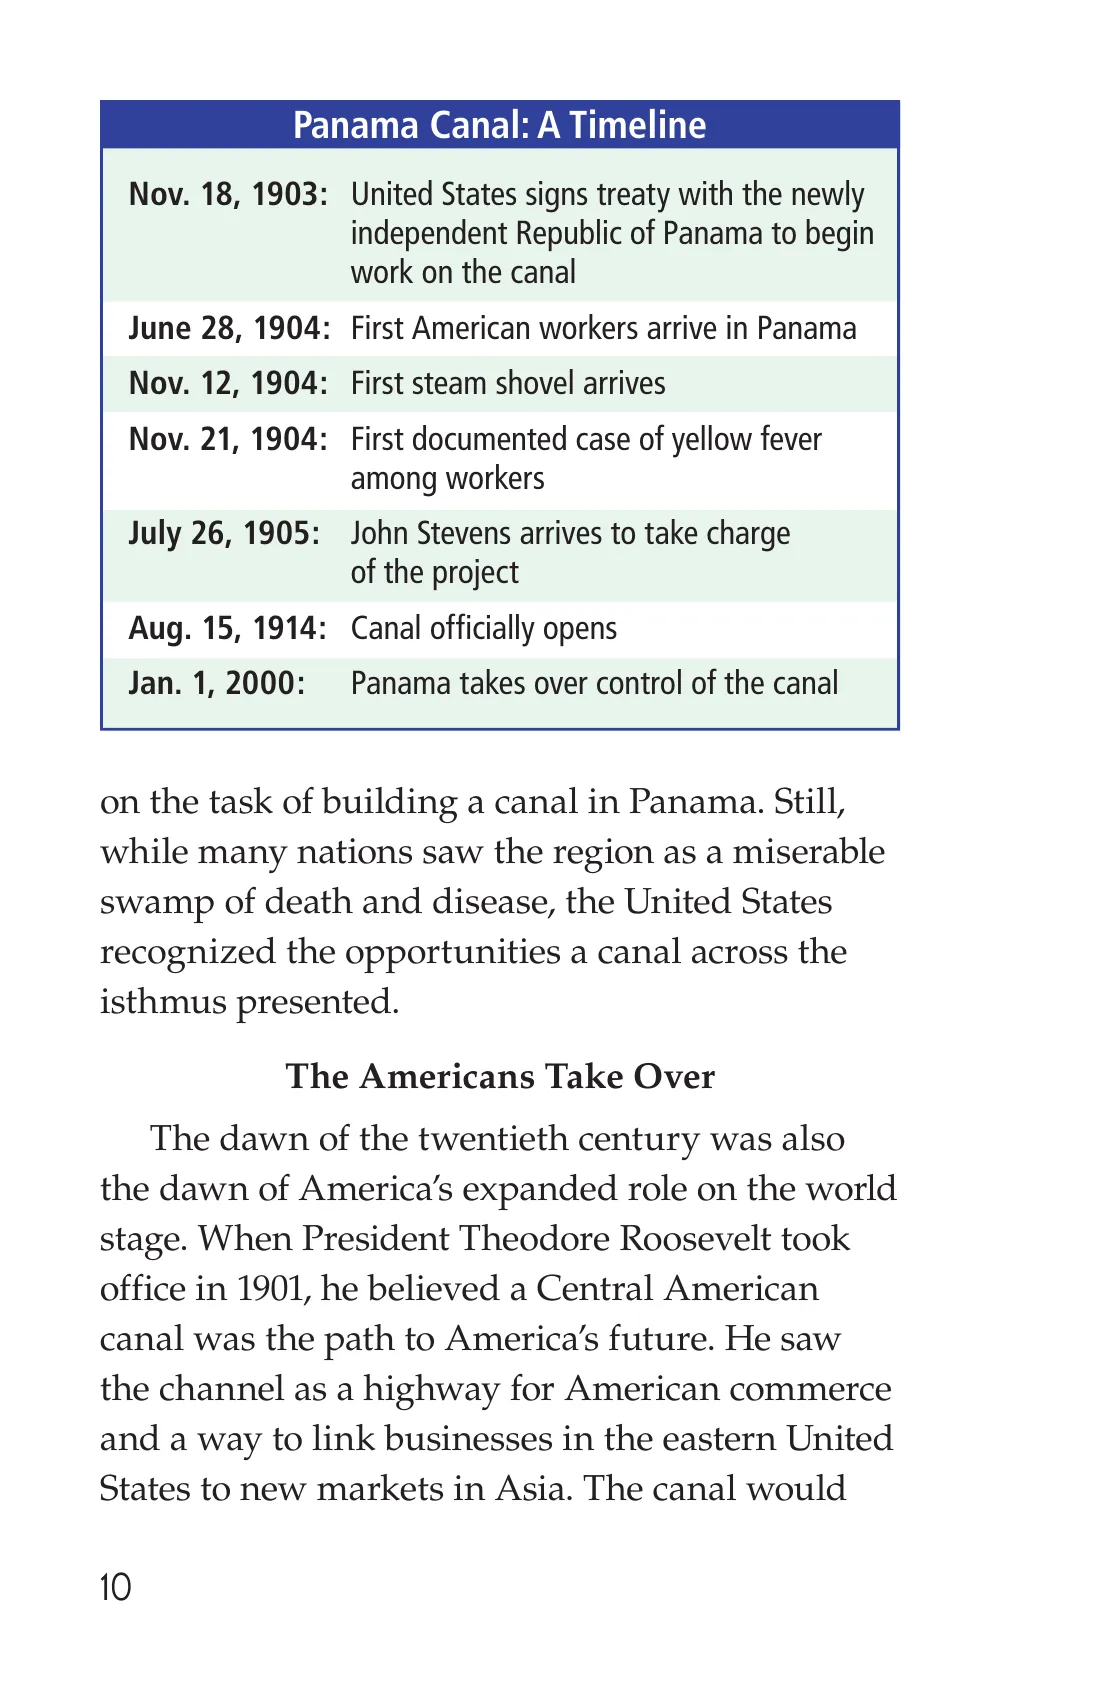 Panama Canal: A Timeline
Nov. 18, 1903: United States signs treaty with the newly
independent Republic of Panama to begin
work on the canal
June 28, 1904: First American workers arrive in Panama
Nov. 12, 1904: First steam shovel arrives
Nov. 21, 1904: First documented case of yellow fever
among workers
July 26, 1905: John Stevens arrives to take charge
of the project
Aug. 15, 1914: Canal officially opens
Jan. 1, 2000: Panama takes over control of the canal
on the task of building a canal in Panama. Still,
while many nations saw the region as a miserable
swamp of death and disease, the United States
recognized the opportunities a canal across the
isthmus presented.
The Americans Take Over
The dawn of the twentieth century was also
the dawn of America’s expanded role on the world
stage. When President Theodore Roosevelt took
office in 1901, he believed a Central American
canal was the path to America’s future. He saw
the channel as a highway for American commerce
and a way to link businesses in the eastern United
States to new markets in Asia. The canal would
10